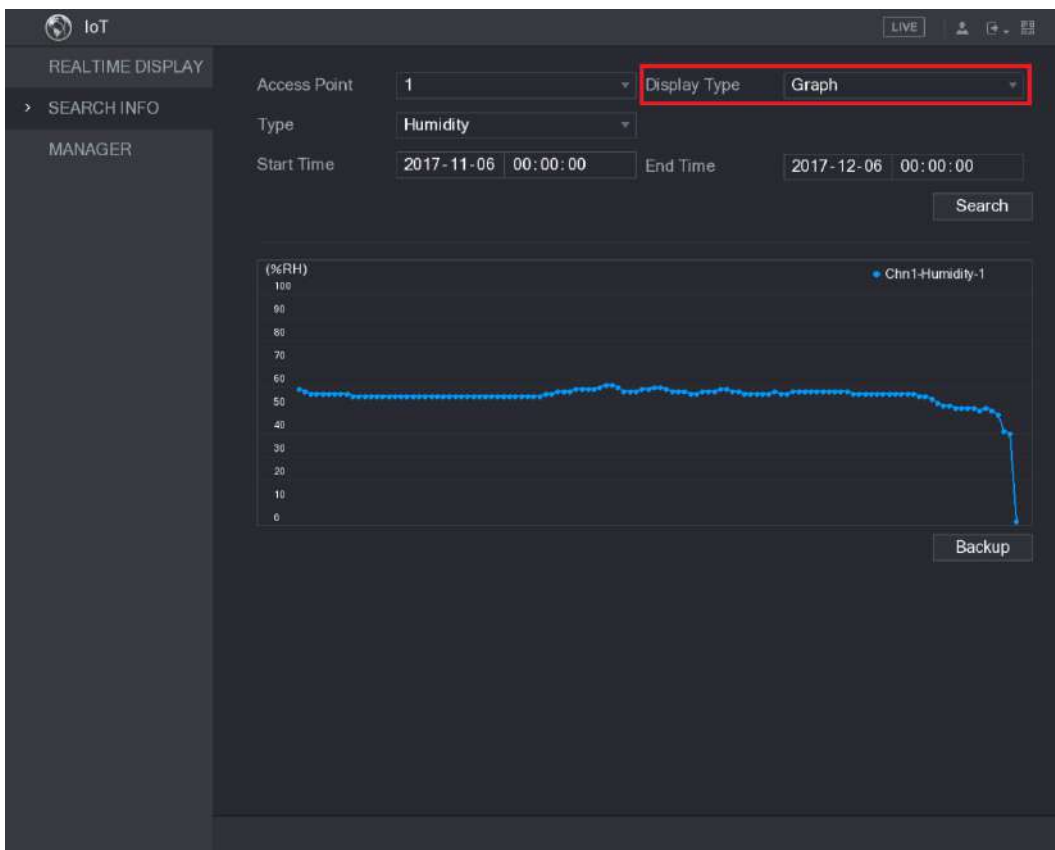 IoT
LIVE
REALTIME DISPLAY
SEARCH INFO
MANAGER
Access Point 1 Display Type Graph
Type Humidity
Start Time 2017-11-06 00:00:00 End Time 2017-12-06 00:00:00
Search
(%RH)
Chn1-Humidity-1
100
90
80
70
60
50
40
30
20
10
0
Backup